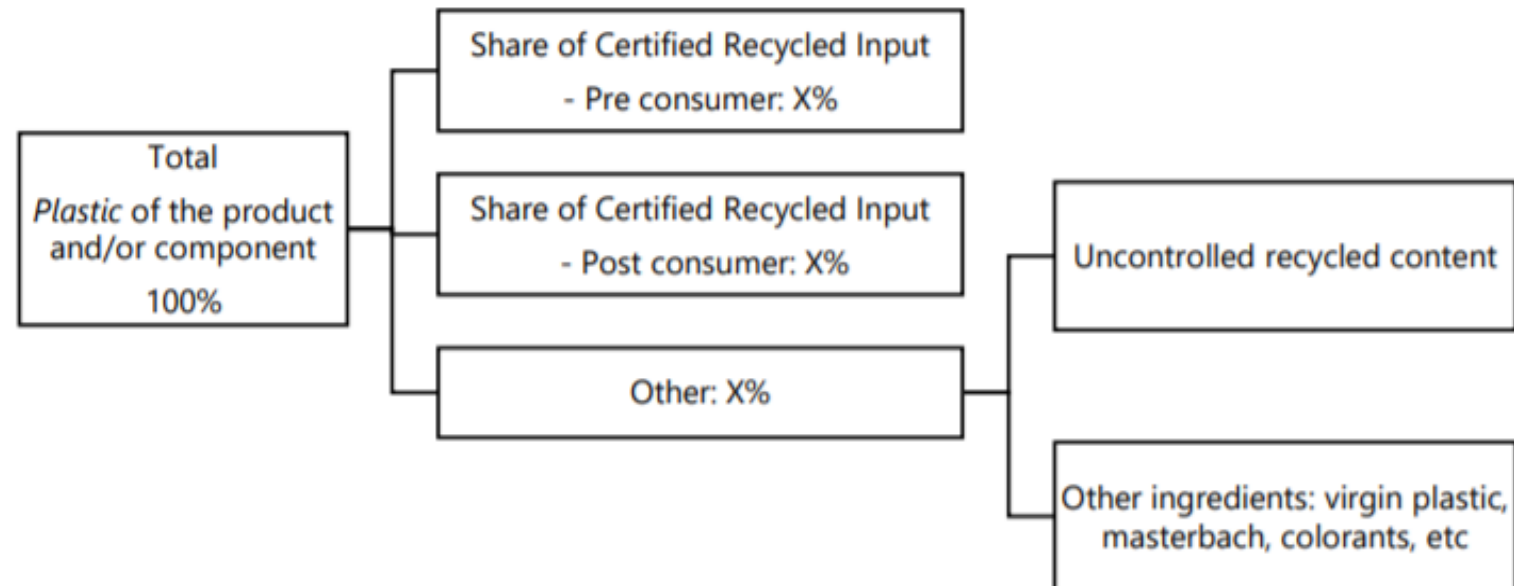 Total
Plastic of the product
and/or component
100%
Share of Certified Recycled Input
- Pre consumer: X%
Share of Certified Recycled Input
- Post consumer: X%
Other: X%
Uncontrolled recycled content
Other ingredients: virgin plastic,
masterbach, colorants, etc